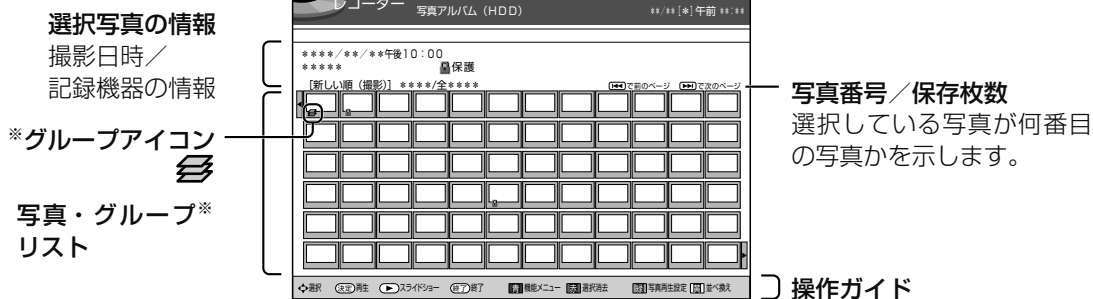 レコーダー 写真アルバム（HDD） **/**[*]午前**:**
選択写真の情報
撮影日時／
記録機器の情報
****/**/**午後10:00
***** 保護
［新しい順（撮影）］ ****/全**** で前のページ で次のページ
写真番号／保存枚数
選択している写真が何番目
の写真かを示します。
※グループアイコン
写真・グループ※
リスト
選択 決定 再生 スライドショー 終了 終了 青 機能メニュー 赤 選択消去 緑 写真再生設定 黄 並べ換え
操作ガイド